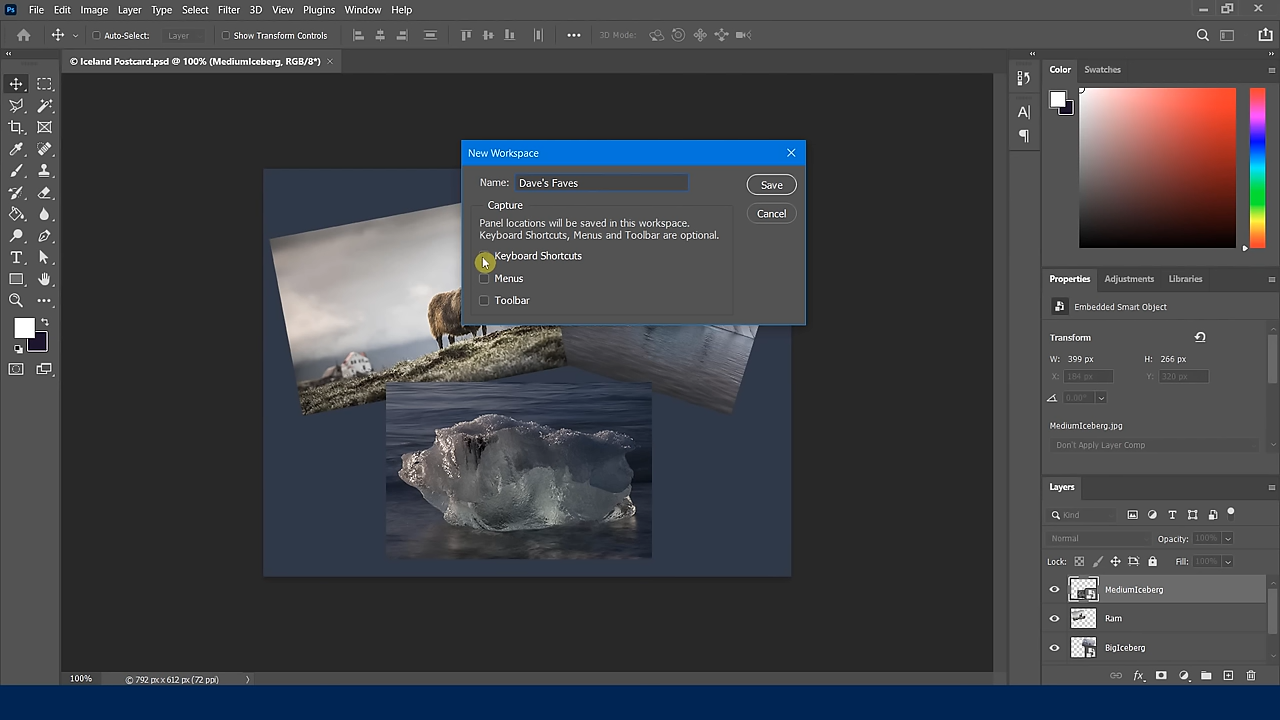 Ps File Edit Image Layer Type Select Filter 3D View Plugins Window Help
Auto-Select: Layer Show Transform Controls 3D Mode:
© Iceland Postcard.psd @ 100% (MediumIceberg, RGB/8*) ×
Color Swatches
New Workspace
Name: Dave's Faves Save
Capture
Cancel
Panel locations will be saved in this workspace.
Keyboard Shortcuts, Menus and Toolbar are optional.
Keyboard Shortcuts
Menus
Toolbar
Properties Adjustments Libraries
Embedded Smart Object
Transform
W: 399 px H: 266 px
X: 164 px Y: 320 px
0.00°
MediumIceberg.jpg
Don't Apply Layer Comp
Layers
Kind
Normal Opacity: 100%
Lock: Fill: 100%
MediumIceberg
Ram
BigIceberg
100% © 792 px x 612 px (72 ppi)